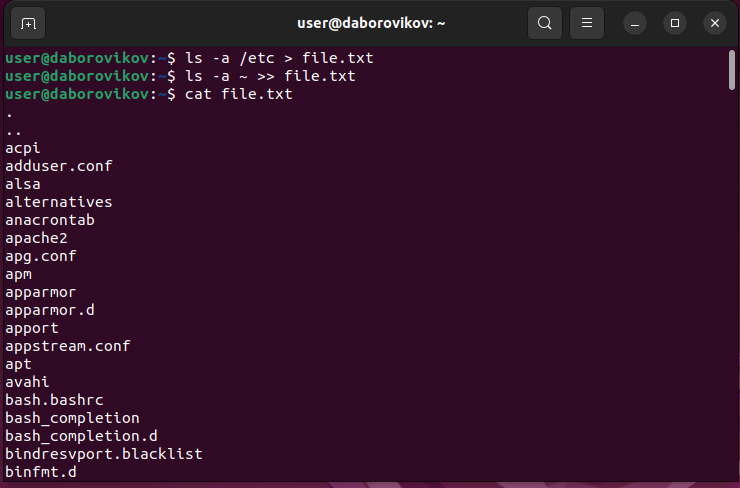 user@daborovikov: ~
user@daborovikov:~$ ls -a /etc > file.txt
user@daborovikov:~$ ls -a ~ >> file.txt
user@daborovikov:~$ cat file.txt
.
..
acpi
adduser.conf
alsa
alternatives
anacrontab
apache2
apg.conf
apm
apparmor
apparmor.d
apport
appstream.conf
apt
avahi
bash.bashrc
bash_completion
bash_completion.d
bindresvport.blacklist
binfmt.d